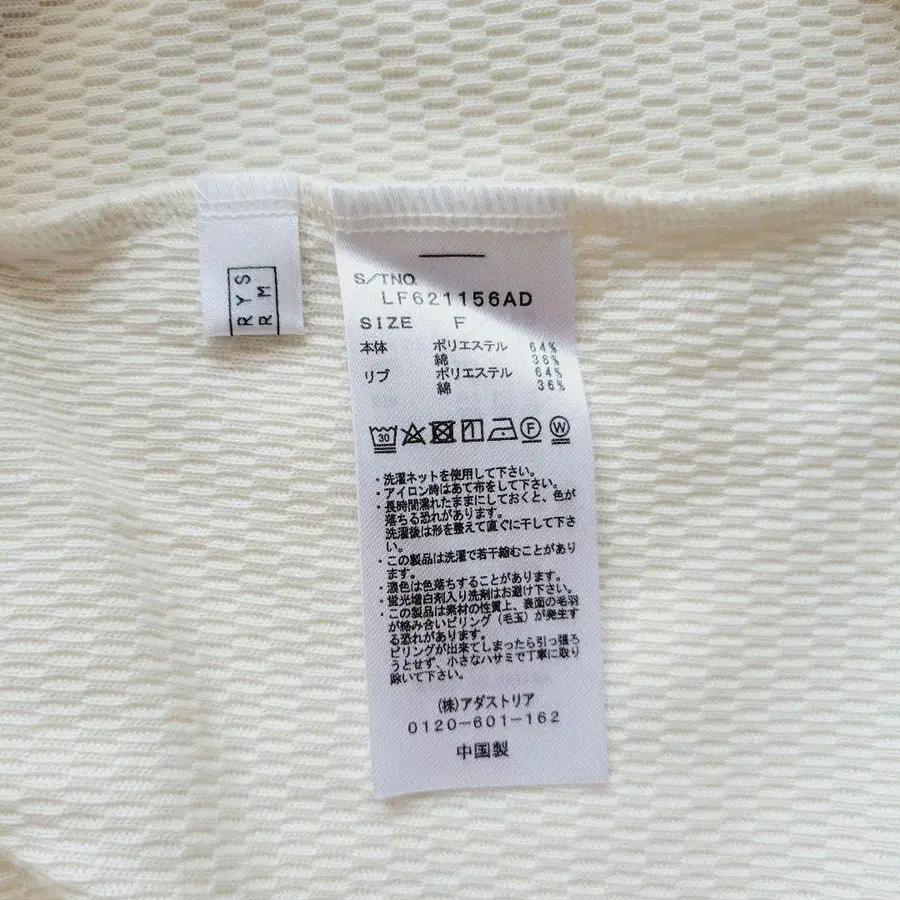 RYS
RM
S/TNO.
LF621156AD
SIZE F
本体 ポリエステル 64%
綿 36%
リブ ポリエステル 64%
綿 36%
30
F
W
・洗濯ネットを使用して下さい。
・アイロン時はあて布をして下さい。
・長時間濡れたままにしておくと、色が
落ちる恐れがあります。
洗濯後は形を整えて直ぐに干して下さ
い。
・この製品は洗濯で若干縮むことがあり
ます。
・濃色は色落ちすることがあります。
・蛍光増白剤入り洗剤はお避け下さい。
・この製品は素材の性質上、表面の毛羽
が絡み合いピリング（毛玉）が発生す
る恐れがあります。
ピリングが出来てしまったら引っ張ろ
うとせず、小さなハサミで丁寧に取り
除いて下さい。
(株)アダストリア
0120-601-162
中国製